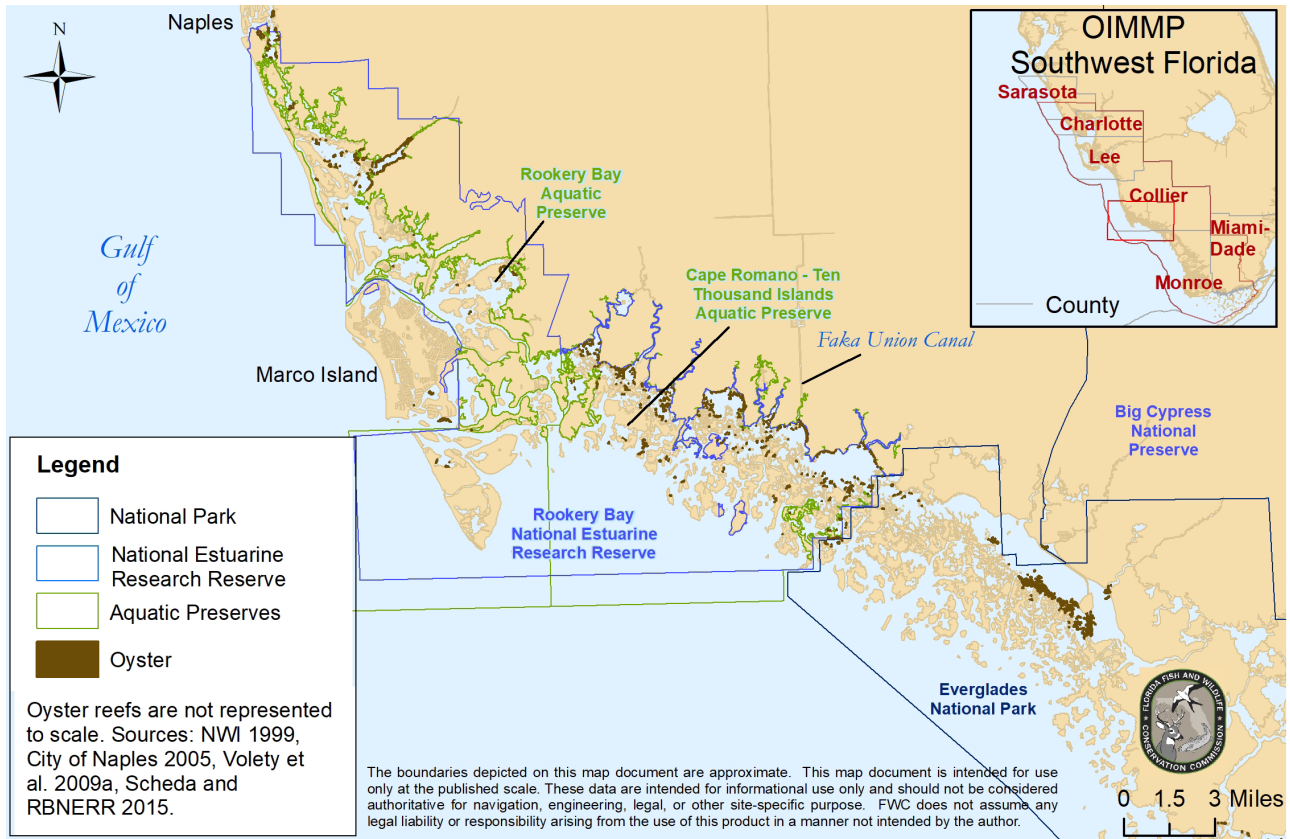 Naples
N
OIMMP
Southwest Florida
Sarasota
Charlotte
Lee
Collier
Miami-
Dade
Monroe
County
Rookery Bay
Aquatic
Preserve
Gulf
of
Mexico
Cape Romano - Ten
Thousand Islands
Aquatic Preserve
Faka Union Canal
Marco Island
Big Cypress
National
Preserve
Legend
National Park
National Estuarine
Research Reserve
Aquatic Preserves
Oyster
Oyster reefs are not represented
to scale. Sources: NWI 1999,
City of Naples 2005, Volety et
al. 2009a, Scheda and
RBNERR 2015.
Rookery Bay
National Estuarine
Research Reserve
Everglades
National Park
FLORIDA FISH AND WILDLIFE
CONSERVATION COMMISSION
The boundaries depicted on this map document are approximate. This map document is intended for use
only at the published scale. These data are intended for informational use only and should not be considered
authoritative for navigation, engineering, legal, or other site-specific purpose. FWC does not assume any
legal liability or responsibility arising from the use of this product in a manner not intended by the author.
0 1.5 3 Miles